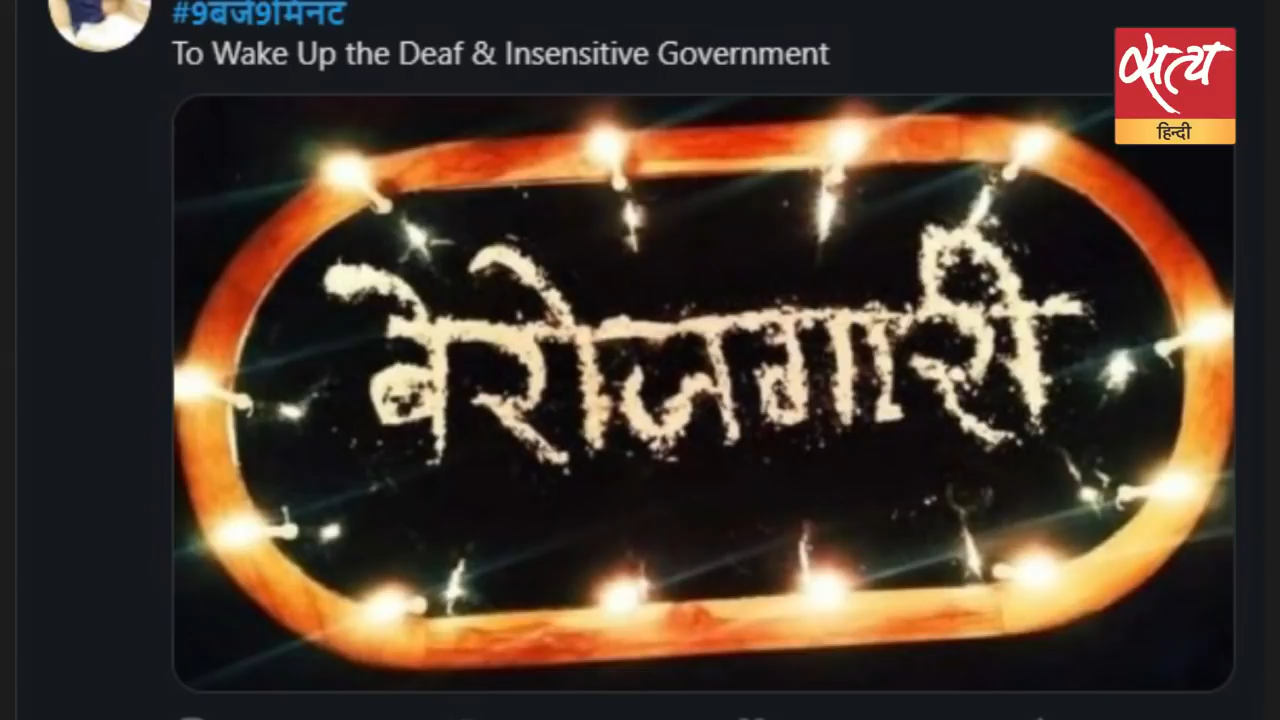 #9बजे9मिनट
To Wake Up the Deaf & Insensitive Government
सत्य
हिन्दी
बेरोजगारी